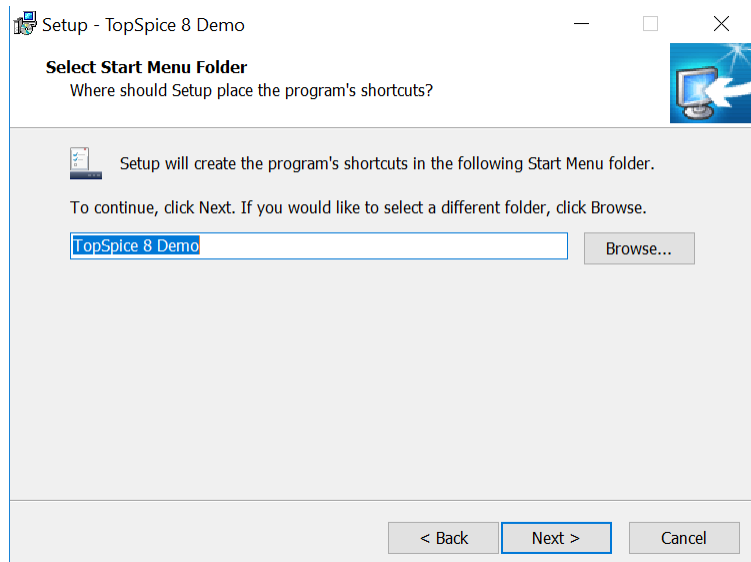 Setup - TopSpice 8 Demo
Select Start Menu Folder
Where should Setup place the program's shortcuts?
Setup will create the program's shortcuts in the following Start Menu folder.
To continue, click Next. If you would like to select a different folder, click Browse.
TopSpice 8 Demo
Browse...
< Back
Next >
Cancel